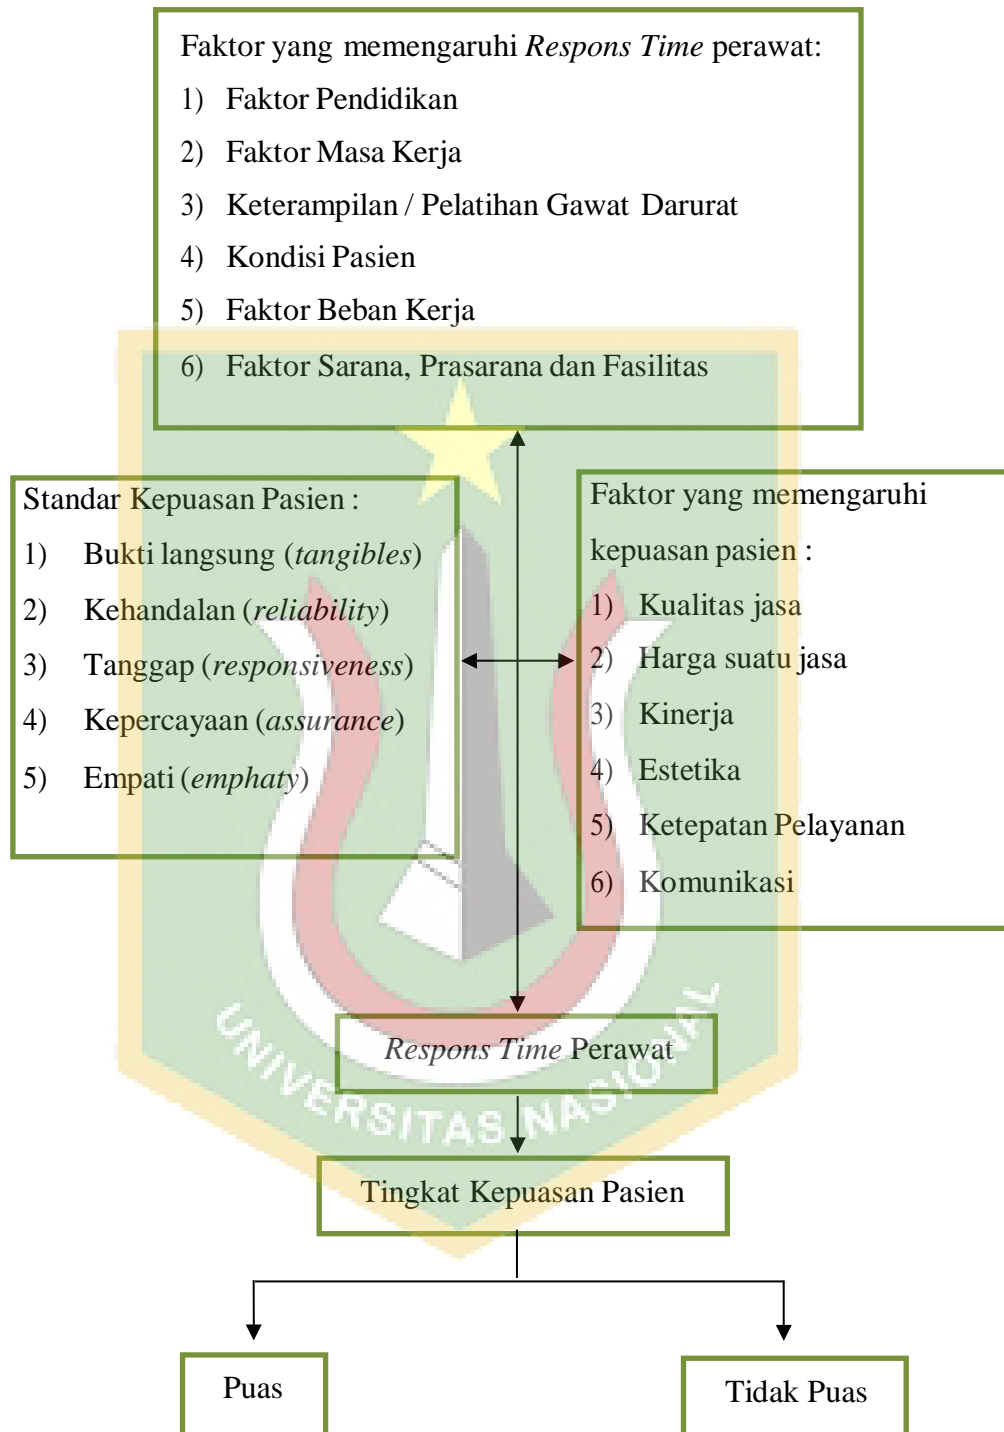 Faktor yang memengaruhi Respons Time perawat:
1) Faktor Pendidikan
2) Faktor Masa Kerja
3) Keterampilan / Pelatihan Gawat Darurat
4) Kondisi Pasien
5) Faktor Beban Kerja
6) Faktor Sarana, Prasarana dan Fasilitas
Standar Kepuasan Pasien :
1) Bukti langsung (tangibles)
2) Kehandalan (reliability)
3) Tanggap (responsiveness)
4) Kepercayaan (assurance)
5) Empati (emphaty)
Faktor yang memengaruhi
kepuasan pasien :
1) Kualitas jasa
2) Harga suatu jasa
3) Kinerja
4) Estetika
5) Ketepatan Pelayanan
6) Komunikasi
Respons Time Perawat
UNIVERSITAS NASIONAL
Tingkat Kepuasan Pasien
Puas
Tidak Puas